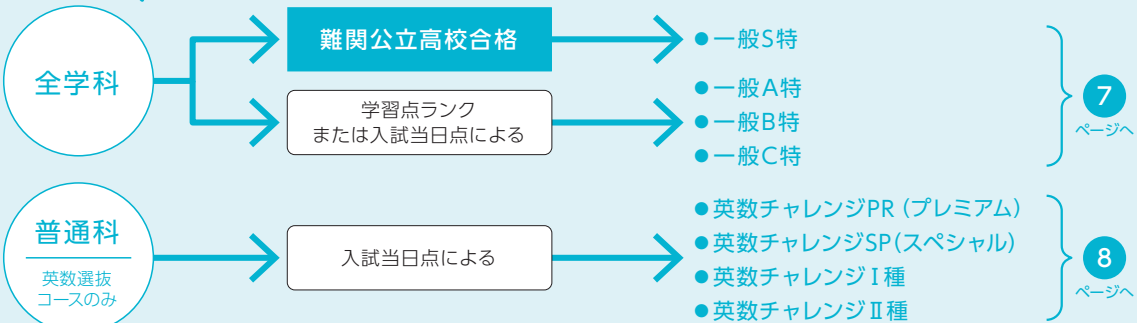 全学科
難関公立高校合格
●一般S特
学習点ランク
または入試当日点による
●一般A特
●一般B特
●一般C特
7
ページへ
普通科
英数選抜
コースのみ
入試当日点による
●英数チャレンジPR（プレミアム）
●英数チャレンジSP（スペシャル）
●英数チャレンジⅠ種
●英数チャレンジⅡ種
8
ページへ